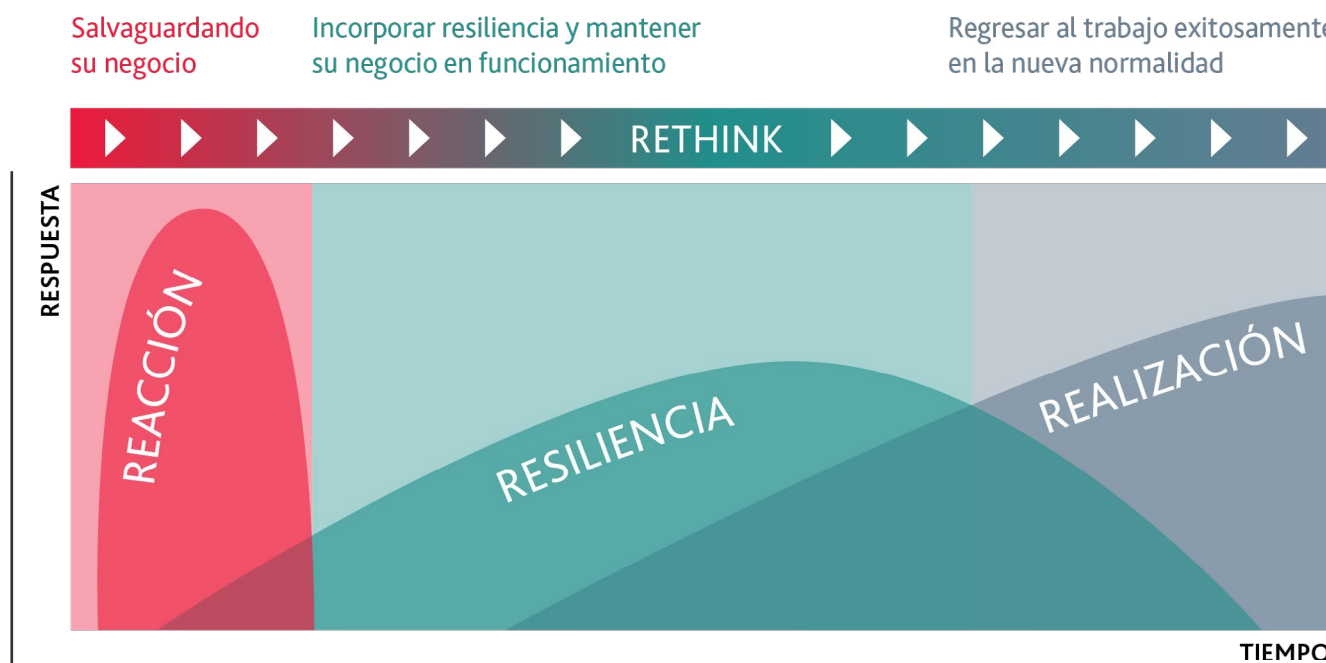 Salvaguardando
su negocio
Incorporar resiliencia y mantener
su negocio en funcionamiento
Regresar al trabajo exitosamente
en la nueva normalidad
RETHINK
RESPUESTA
REACCIÓN
RESILIENCIA
REALIZACIÓN
TIEMPO